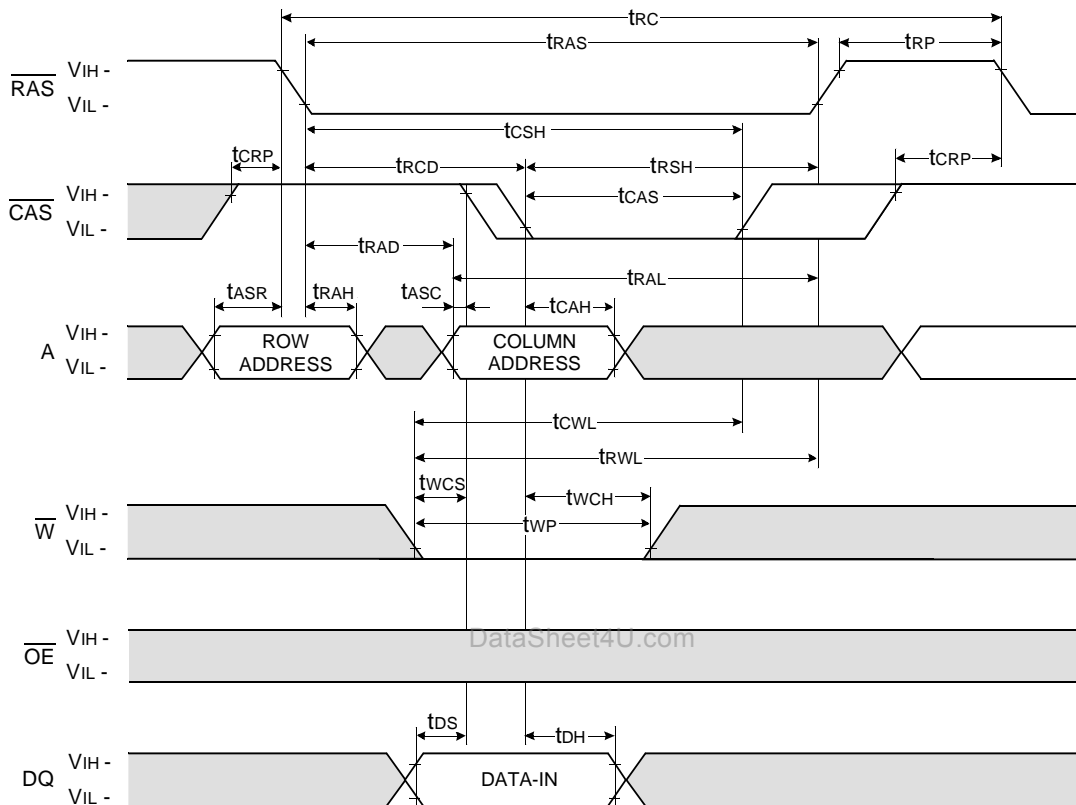 tRC
tRAS
tRP
RAS
VIH -
VIL -
tCSH
tCRP
tRCD
tRSH
tCRP
CAS
VIH -
VIL -
tCAS
tRAD
tRAL
tASR
tRAH
tASC
tCAH
A
VIH -
VIL -
ROW
ADDRESS
COLUMN
ADDRESS
tCWL
tRWL
tWCS
tWCH
W
VIH -
VIL -
tWP
OE
VIH -
VIL -
DataSheet4U.com
tDS
tDH
DQ
VIH -
VIL -
DATA-IN